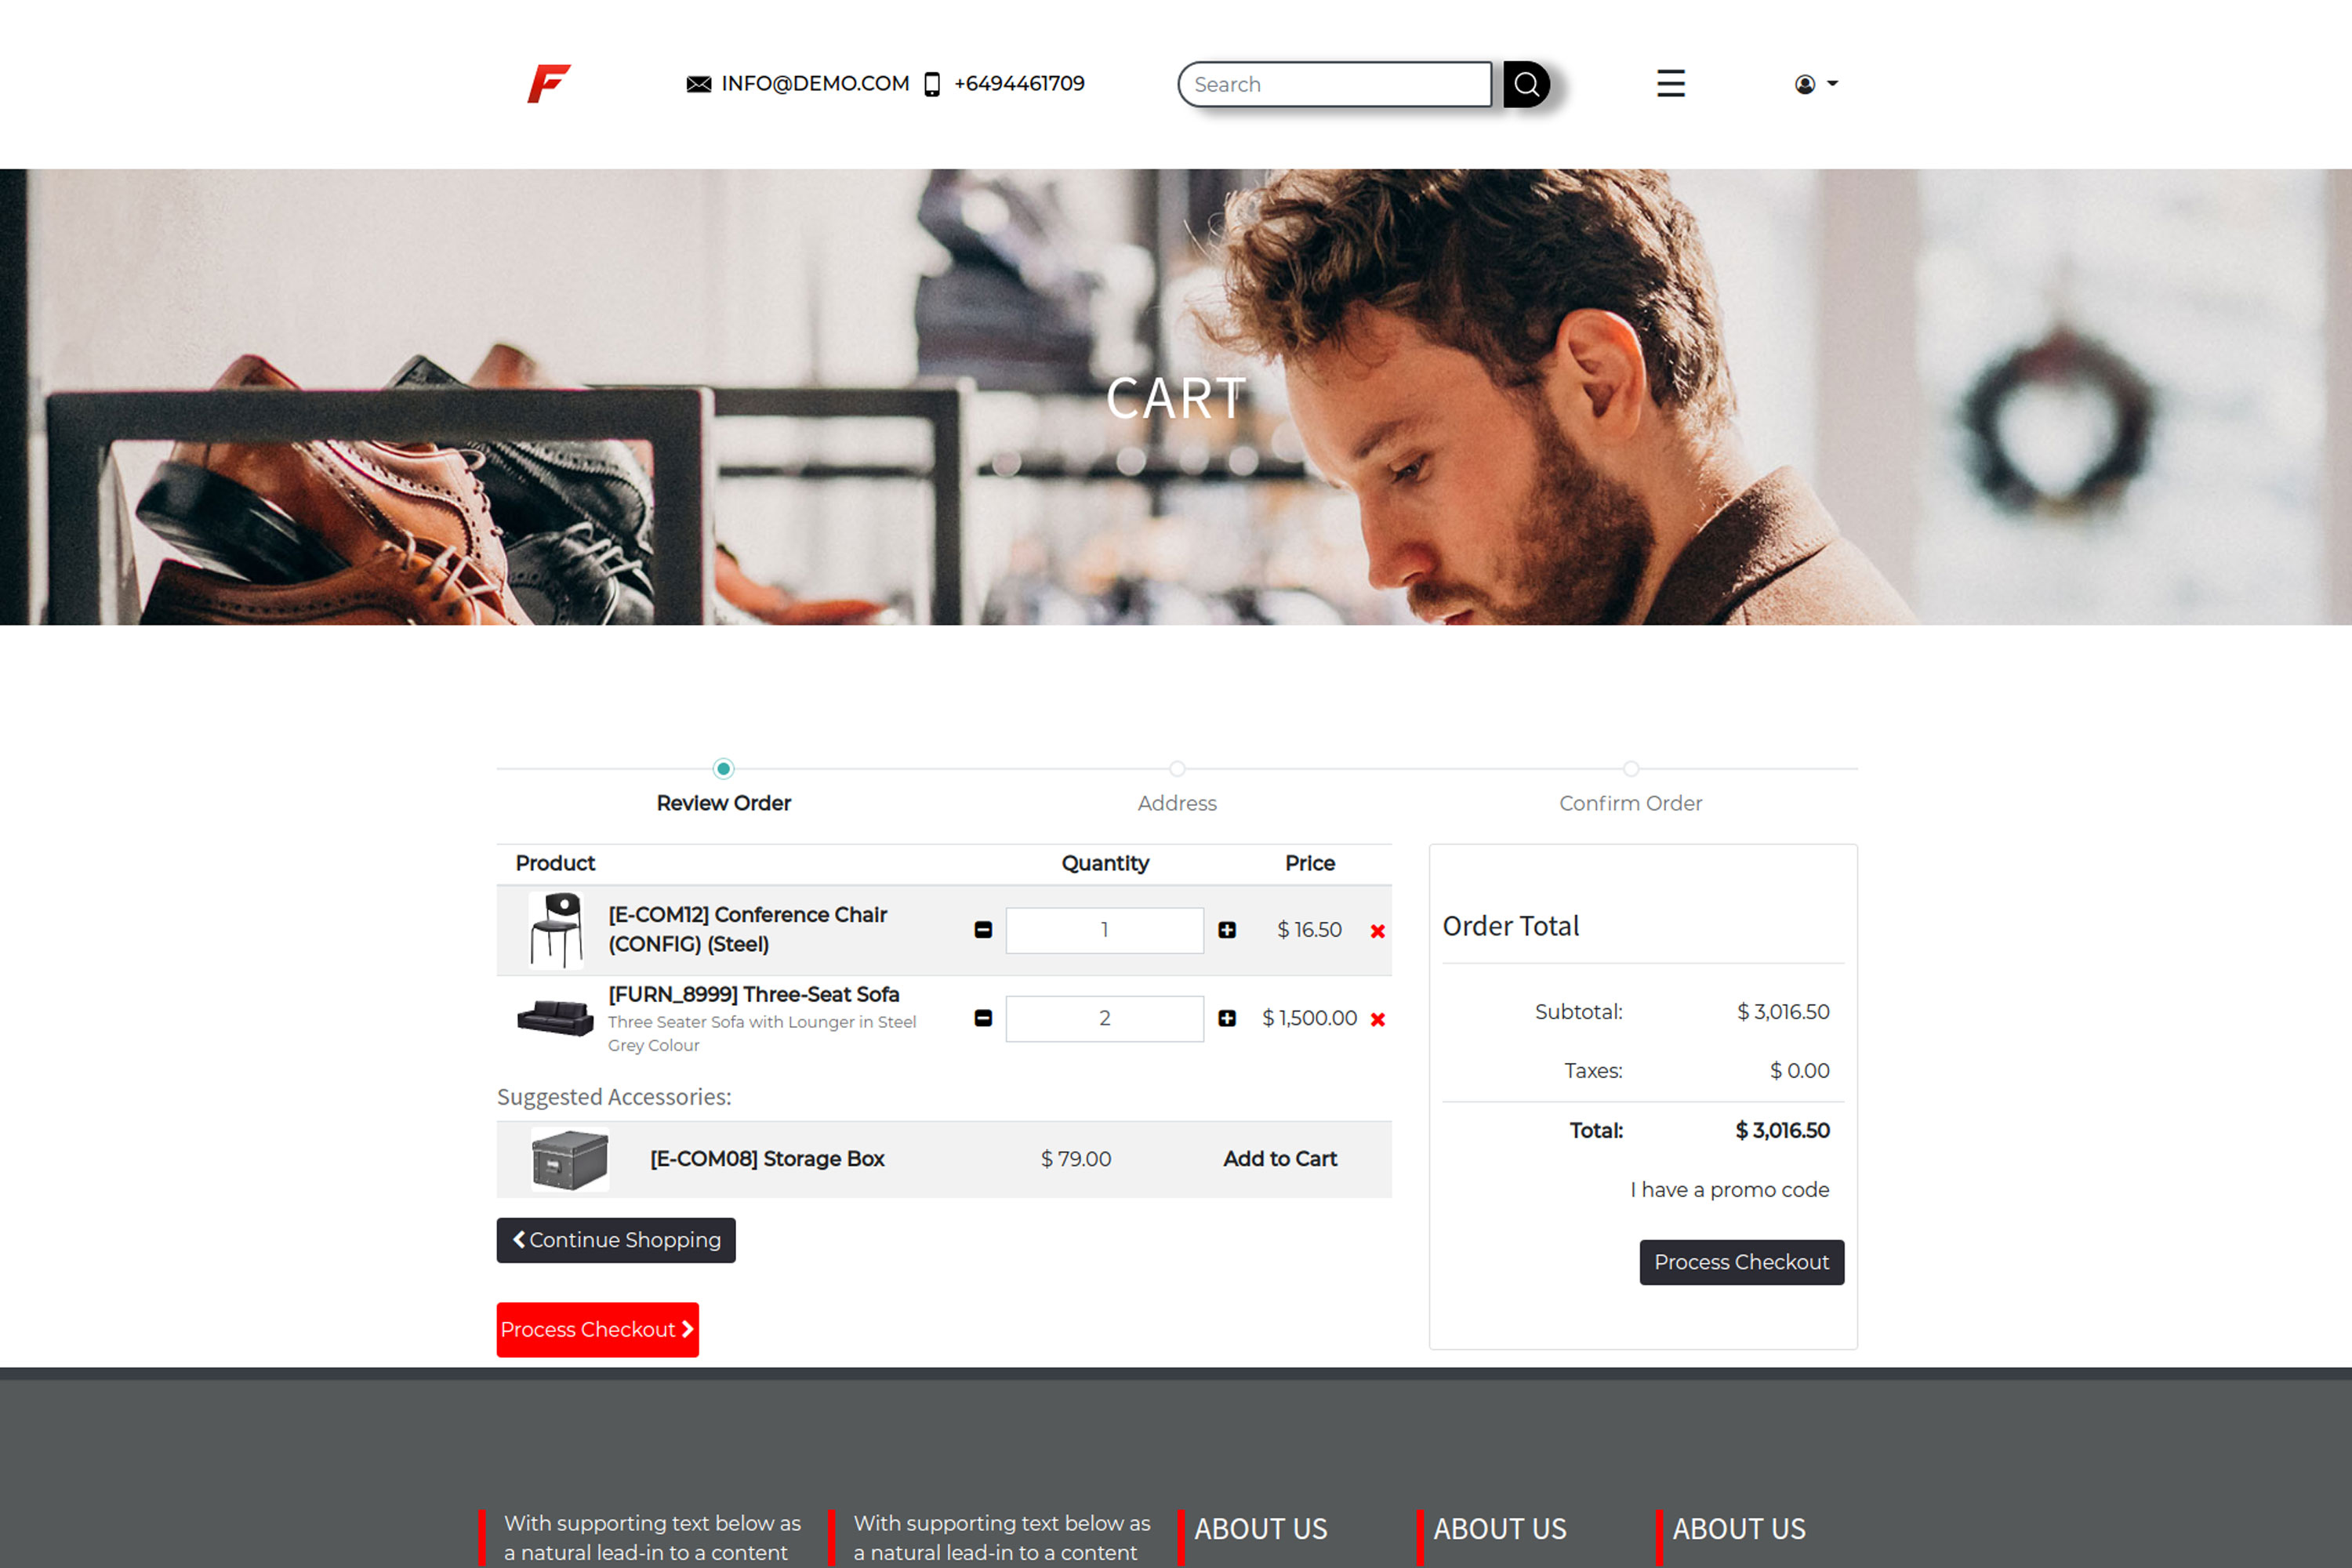 INFO@DEMO.COM +6494461709 Search
CART
Review Order Address Confirm Order
Product Quantity Price
[E-COM12] Conference Chair
(CONFIG) (Steel)
1 $ 16.50
[FURN_8999] Three-Seat Sofa
Three Seater Sofa with Lounger in Steel
Grey Colour
2 $ 1,500.00
Suggested Accessories:
[E-COM08] Storage Box $ 79.00 Add to Cart
Continue Shopping
Process Checkout
Order Total
Subtotal: $ 3,016.50
Taxes: $ 0.00
Total: $ 3,016.50
I have a promo code
Process Checkout
With supporting text below as
a natural lead-in to a content
With supporting text below as
a natural lead-in to a content
ABOUT US
ABOUT US
ABOUT US